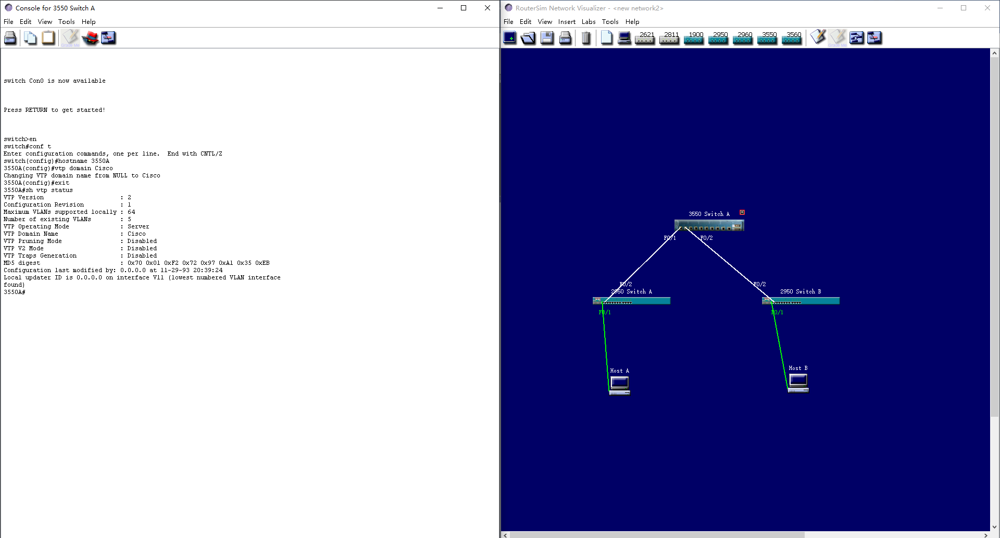 Console for 3550 Switch A
File Edit View Tools Help
Grade Me
switch Con0 is now available
Press RETURN to get started!
switch>en
switch#conf t
Enter configuration commands, one per line.  End with CNTL/Z
switch(config)#hostname 3550A
3550A(config)#vtp domain Cisco
Changing VTP domain name from NULL to Cisco
3550A(config)#exit
3550A#sh vtp status
VTP Version                     : 2
Configuration Revision          : 1
Maximum VLANs supported locally : 64
Number of existing VLANs        : 5
VTP Operating Mode              : Server
VTP Domain Name                 : Cisco
VTP Pruning Mode                : Disabled
VTP V2 Mode                     : Disabled
VTP Traps Generation            : Disabled
MD5 digest                      : 0x70 0x01 0xF2 0x72 0x97 0xA1 0x35 0xEB
Configuration last modified by: 0.0.0.0 at 11-29-93 20:39:24
Local updater ID is 0.0.0.0 on interface Vl1 (lowest numbered VLAN interface
found)
3550A#
RouterSim Network Visualizer - <new network2>
File Edit View Insert Labs Tools Help
2621 2811 1900 2950 2960 3550 3560
Grade Me
3550 Switch A
F0/1 F0/2
F0/2 F0/2
2950 Switch A 2950 Switch B
F0/1 F0/1
Host A Host B